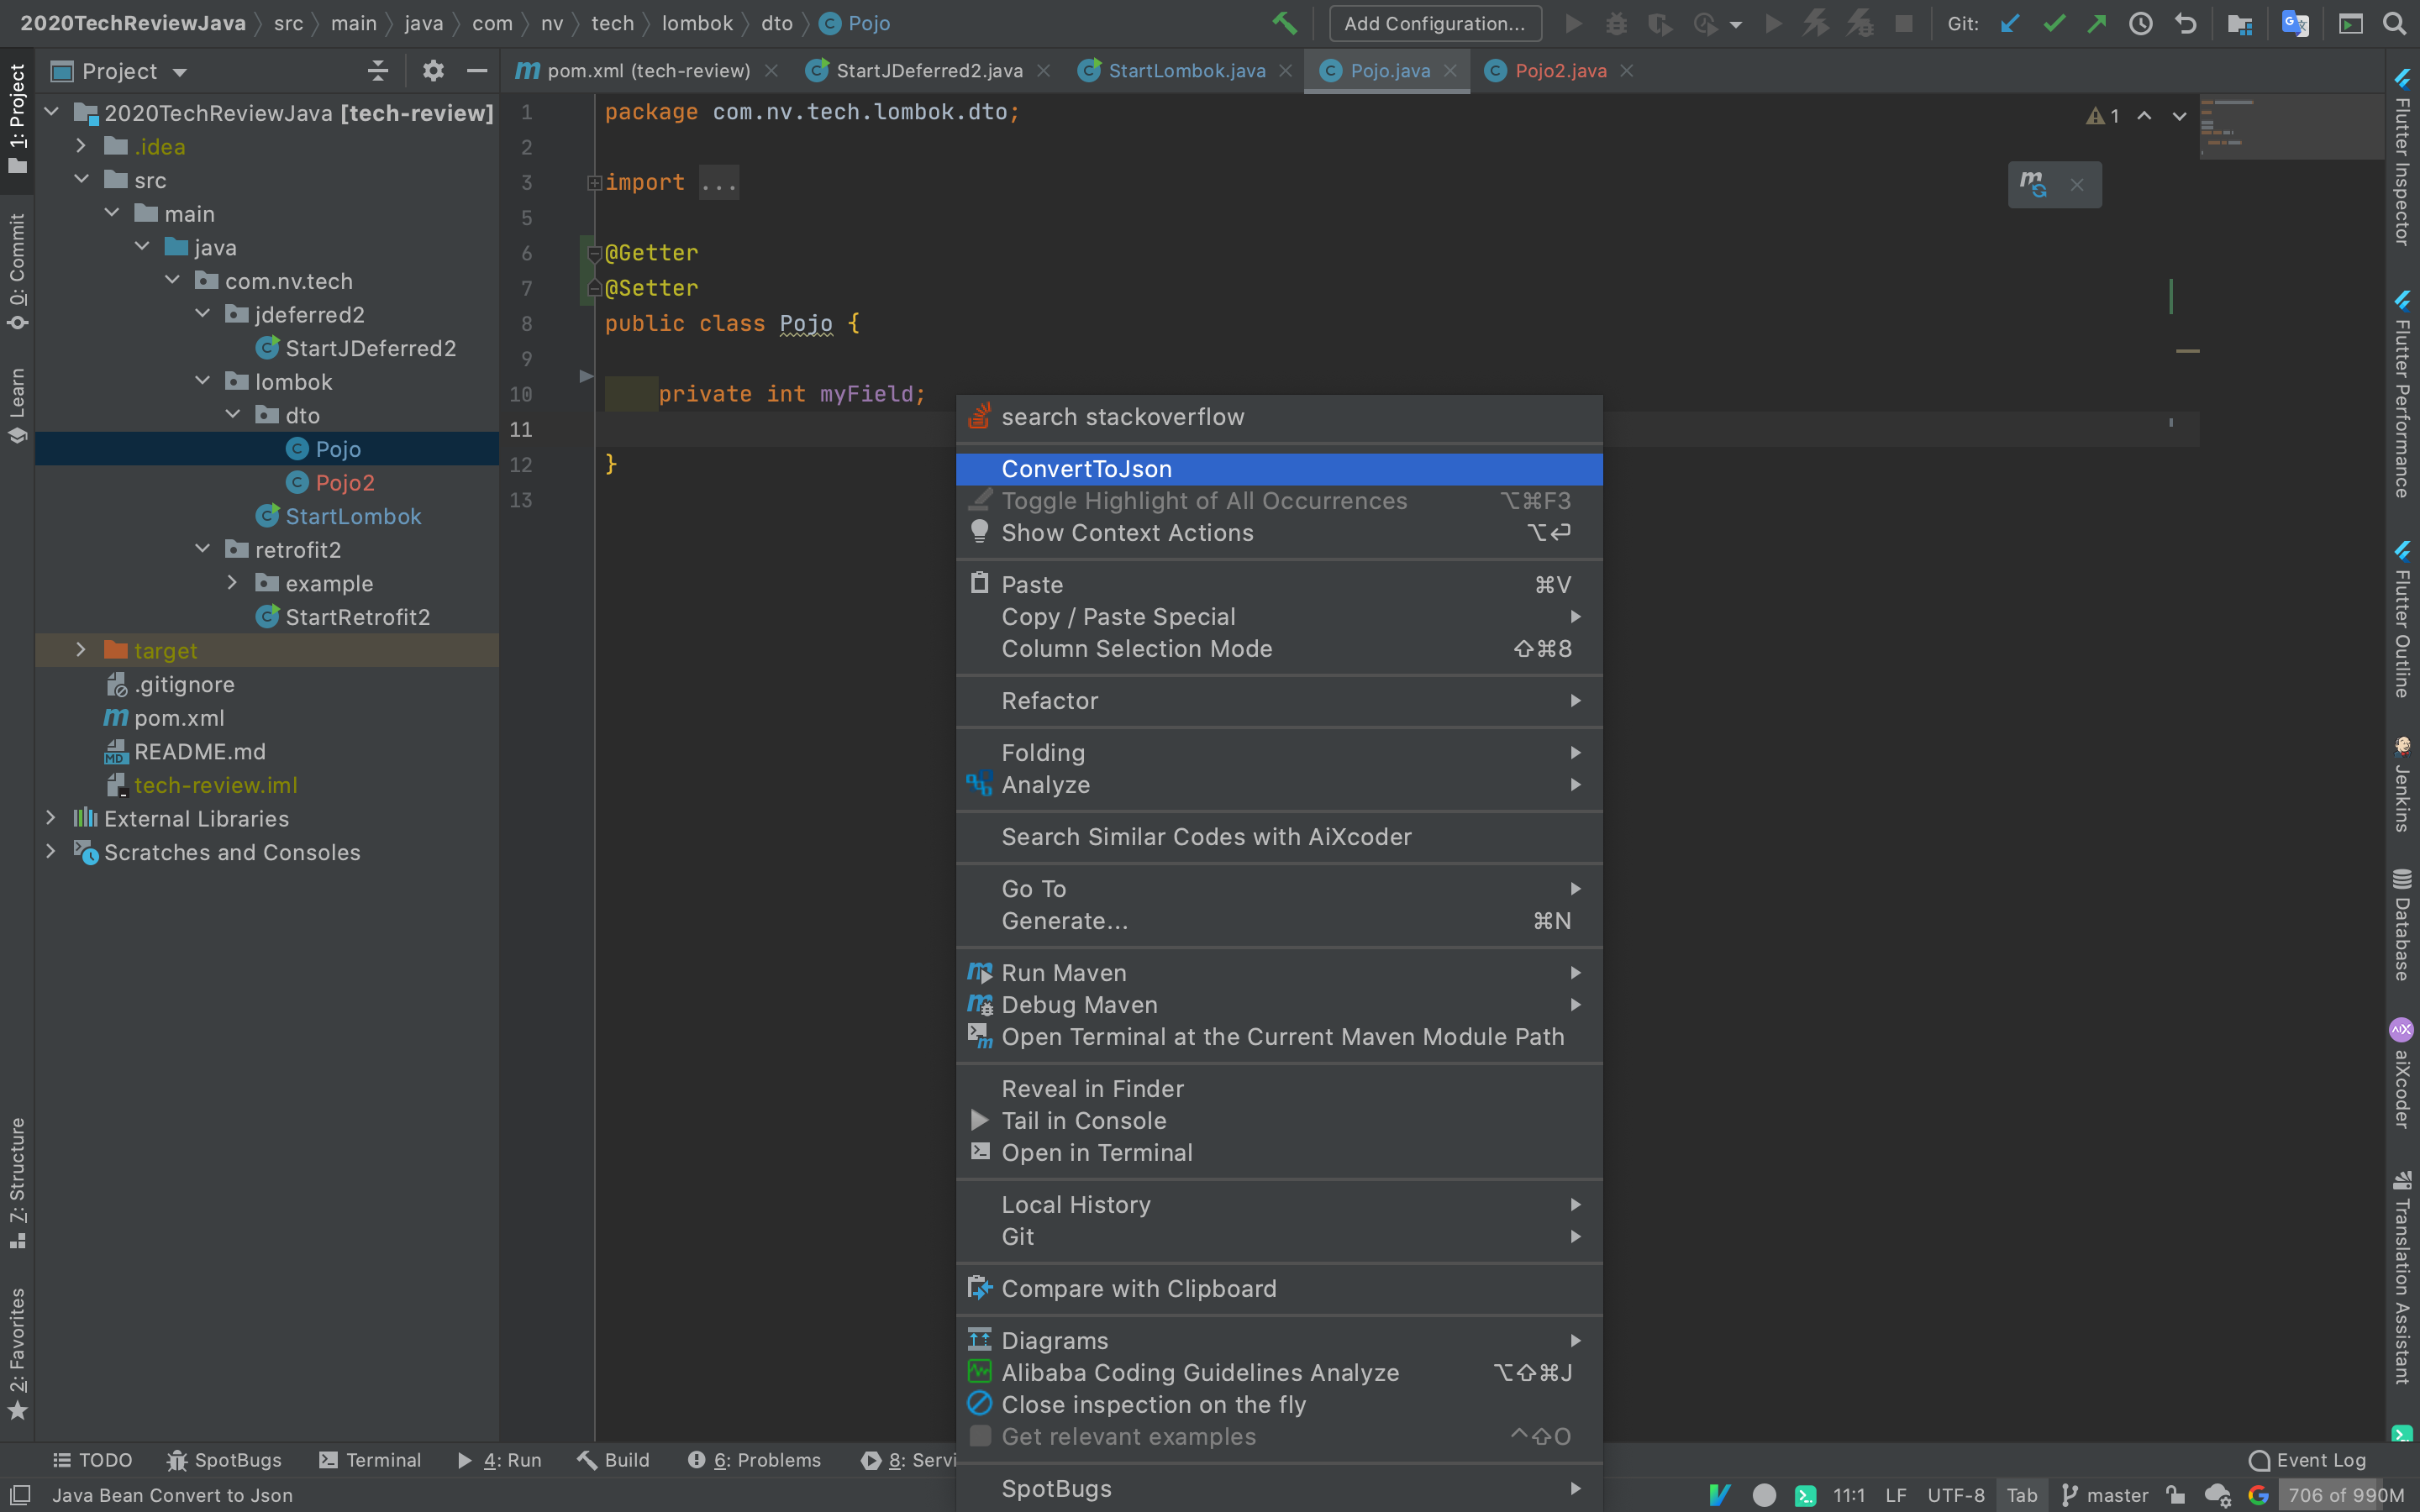 2020TechReviewJava src main java com nv tech lombok dto Pojo Add Configuration... Git:
Project
pom.xml (tech-review) StartJDeferred2.java StartLombok.java Pojo.java Pojo2.java
1: Project
0: Commit
Learn
7: Structure
2: Favorites
2020TechReviewJava [tech-review]
.idea
src
main
java
com.nv.tech
jdeferred2
StartJDeferred2
lombok
dto
Pojo
Pojo2
StartLombok
retrofit2
example
StartRetrofit2
target
.gitignore
pom.xml
README.md
tech-review.iml
External Libraries
Scratches and Consoles
1 package com.nv.tech.lombok.dto;
2
3 import ...
5
6 @Getter
7 @Setter
8 public class Pojo {
9
10 private int myField;
11
12 }
13
1
search stackoverflow
ConvertToJson
Toggle Highlight of All Occurrences ⌥⌘F3
Show Context Actions ⌥⏎
Paste ⌘V
Copy / Paste Special
Column Selection Mode ⇧⌘8
Refactor
Folding
Analyze
Search Similar Codes with AiXcoder
Go To
Generate... ⌘N
Run Maven
Debug Maven
Open Terminal at the Current Maven Module Path
Reveal in Finder
Tail in Console
Open in Terminal
Local History
Git
Compare with Clipboard
Diagrams
Alibaba Coding Guidelines Analyze ⌥⇧⌘J
Close inspection on the fly
Get relevant examples ^⇧O
SpotBugs
Flutter Inspector
Flutter Performance
Flutter Outline
Jenkins
Database
aiXcoder
Translation Assistant
TODO SpotBugs Terminal 4: Run Build 6: Problems 8: Servi Event Log
Java Bean Convert to Json 11:1 LF UTF-8 Tab master 706 of 990M